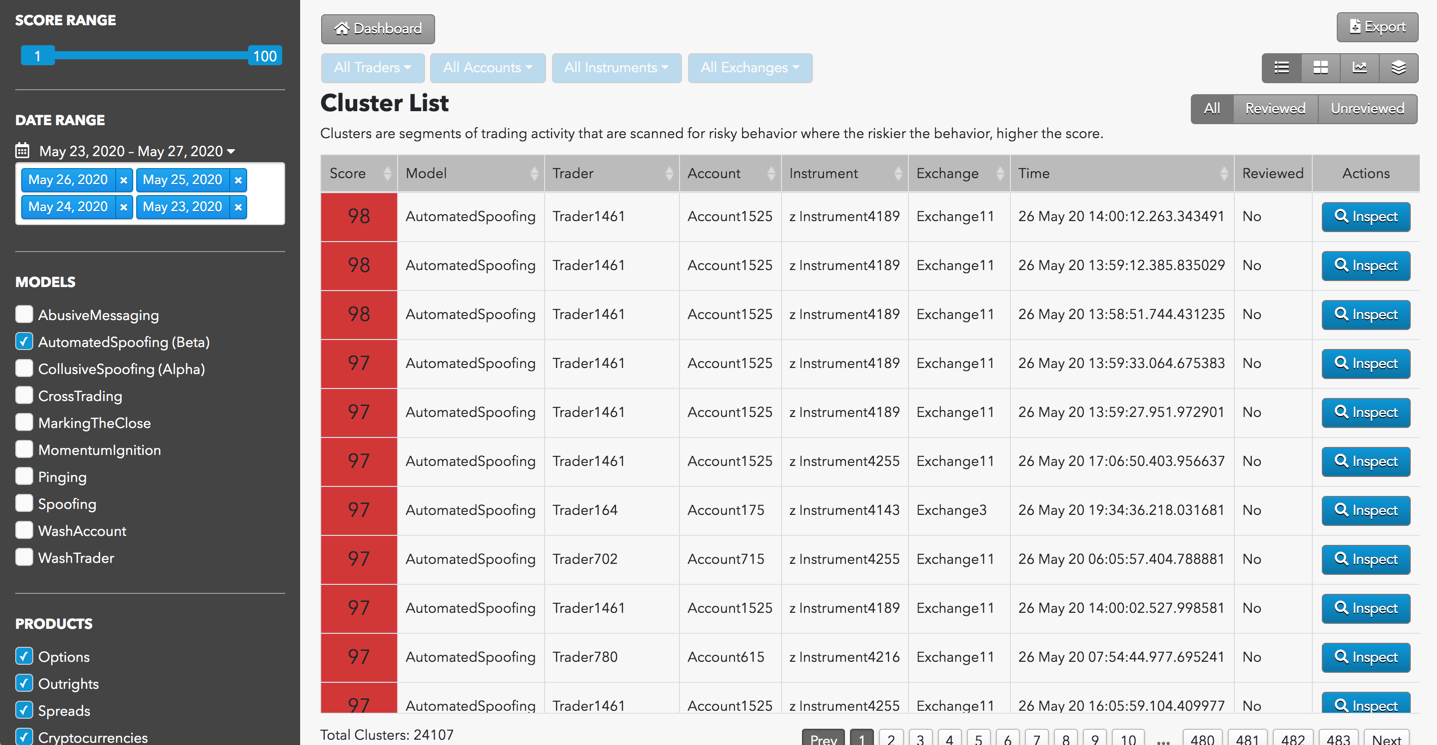 SCORE RANGE
1 100
DATE RANGE
May 23, 2020 - May 27, 2020
May 26, 2020 × May 25, 2020 ×
May 24, 2020 × May 23, 2020 ×
MODELS
AbusiveMessaging
AutomatedSpoofing (Beta)
CollusiveSpoofing (Alpha)
CrossTrading
MarkingTheClose
MomentumIgnition
Pinging
Spoofing
WashAccount
WashTrader
PRODUCTS
Options
Outrights
Spreads
Cryptocurrencies
Dashboard Export
All Traders All Accounts All Instruments All Exchanges
Cluster List
All Reviewed Unreviewed
Clusters are segments of trading activity that are scanned for risky behavior where the riskier the behavior, higher the score.
Score Model Trader Account Instrument Exchange Time Reviewed Actions
98 AutomatedSpoofing Trader1461 Account1525 z Instrument4189 Exchange11 26 May 20 14:00:12.263.343491 No Inspect
98 AutomatedSpoofing Trader1461 Account1525 z Instrument4189 Exchange11 26 May 20 13:59:12.385.835029 No Inspect
98 AutomatedSpoofing Trader1461 Account1525 z Instrument4189 Exchange11 26 May 20 13:58:51.744.431235 No Inspect
97 AutomatedSpoofing Trader1461 Account1525 z Instrument4189 Exchange11 26 May 20 13:59:33.064.675383 No Inspect
97 AutomatedSpoofing Trader1461 Account1525 z Instrument4189 Exchange11 26 May 20 13:59:27.951.972901 No Inspect
97 AutomatedSpoofing Trader1461 Account1525 z Instrument4255 Exchange11 26 May 20 17:06:50.403.956637 No Inspect
97 AutomatedSpoofing Trader164 Account175 z Instrument4143 Exchange3 26 May 20 19:34:36.218.031681 No Inspect
97 AutomatedSpoofing Trader702 Account715 z Instrument4255 Exchange11 26 May 20 06:05:57.404.788881 No Inspect
97 AutomatedSpoofing Trader1461 Account1525 z Instrument4189 Exchange11 26 May 20 14:00:02.527.998581 No Inspect
97 AutomatedSpoofing Trader780 Account615 z Instrument4216 Exchange11 26 May 20 07:54:44.977.695241 No Inspect
97 AutomatedSpoofing Trader1461 Account1525 z Instrument4255 Exchange11 26 May 20 16:05:59.104.409977 No Inspect
Total Clusters: 24107
Prev 1 2 3 4 5 6 7 8 9 10 ... 480 481 482 483 Next